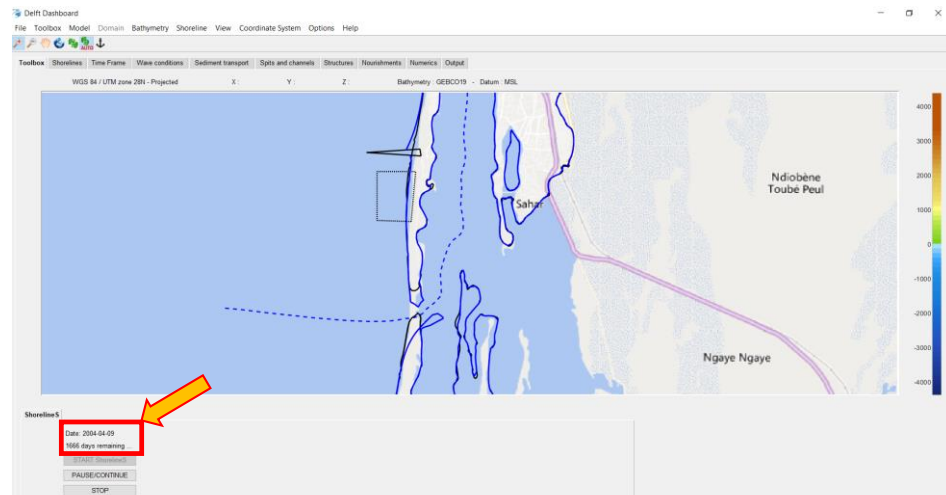 Delft Dashboard
File Toolbox Model Domain Bathymetry Shoreline View Coordinate System Options Help
AUTO
Toolbox Shorelines Time Frame Wave conditions Sediment transport Spits and channels Structures Nourishments Numerics Output
WGS 84 / UTM zone 28N - Projected X : Y : Z : Bathymetry : GEBCO19 - Datum : MSL
4000
3000
Ndiobène
Toubé Peul
2000
Sahar
1000
0
-1000
-2000
-3000
Ngaye Ngaye
-4000
ShorelineS
Date: 2004-04-09
1666 days remaining ...
START ShorelineS
PAUSE/CONTINUE
STOP